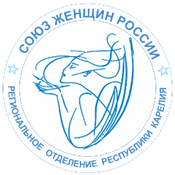 СОЮЗ ЖЕНЩИН РОССИИ
РЕГИОНАЛЬНОЕ ОТДЕЛЕНИЕ РЕСПУБЛИКИ КАРЕЛИЯ